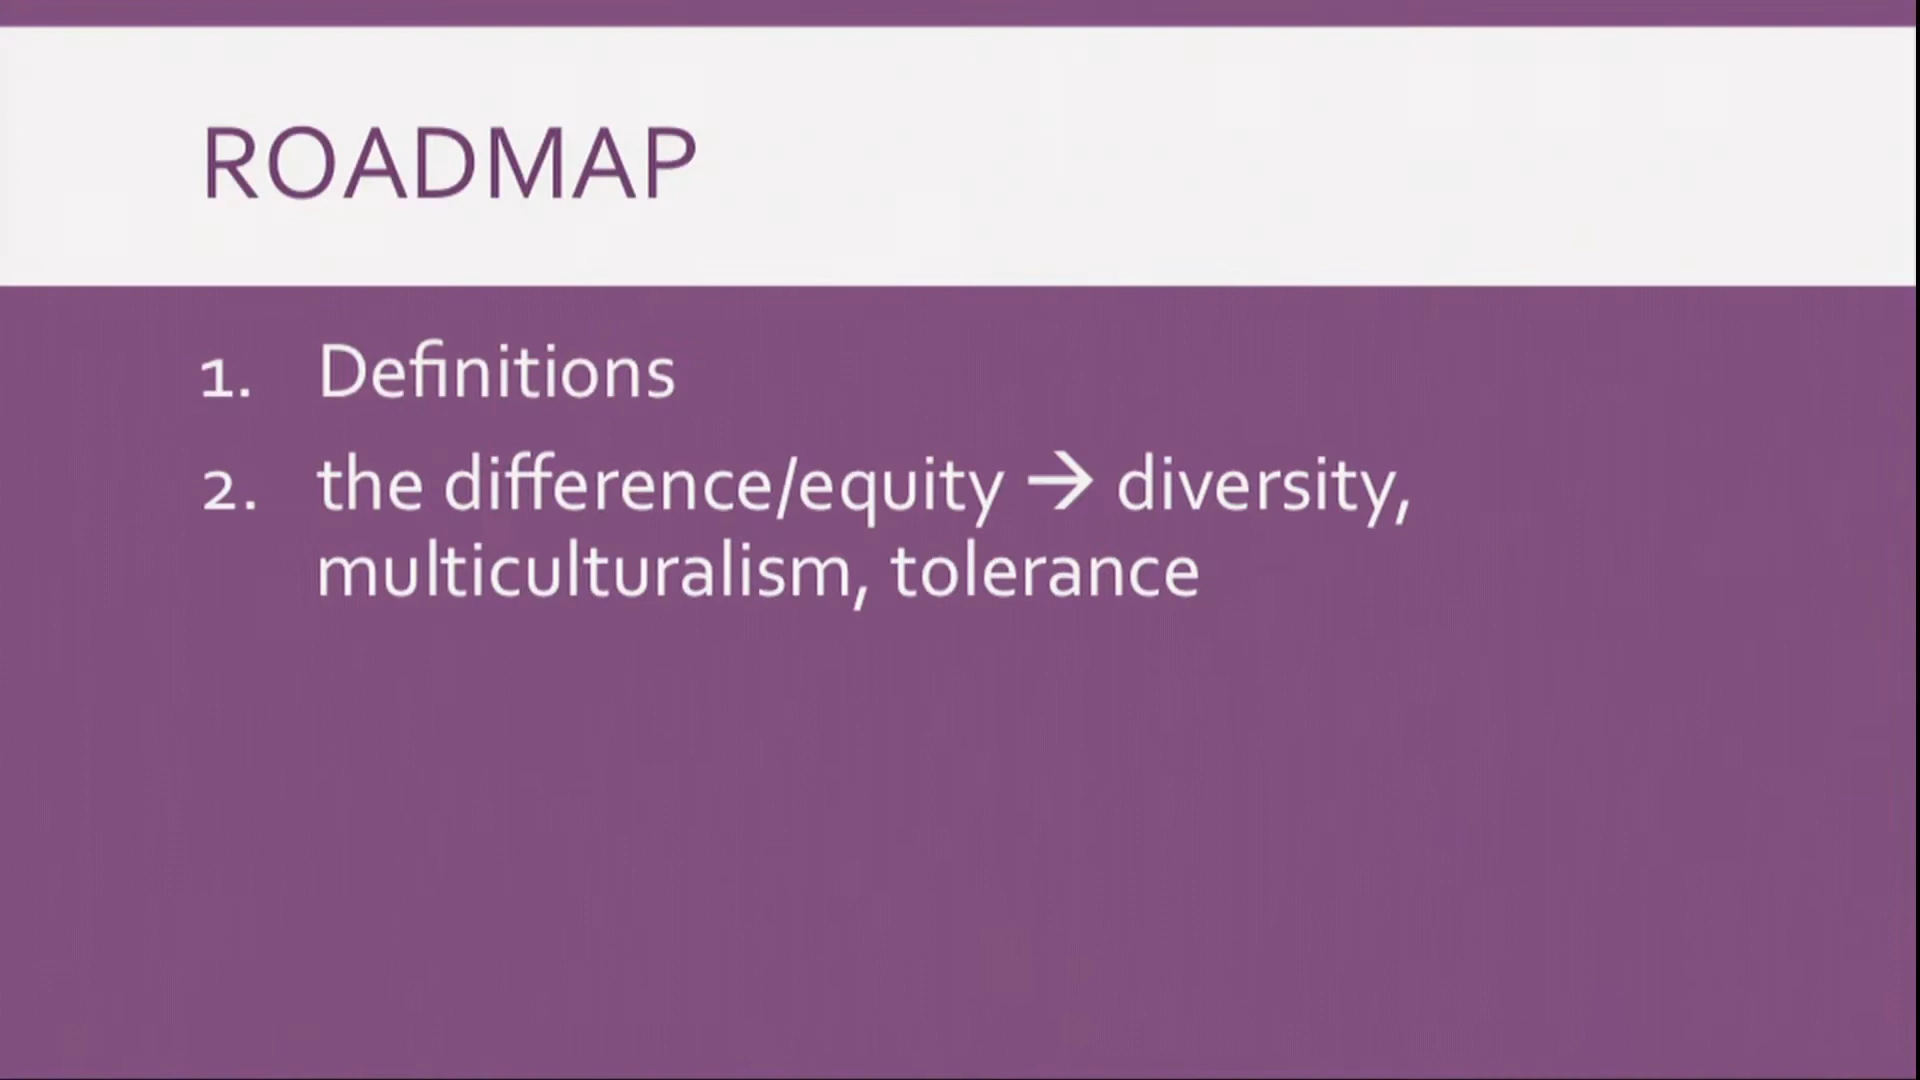 ROADMAP
1. Definitions
2. the difference/equity → diversity,
multiculturalism, tolerance